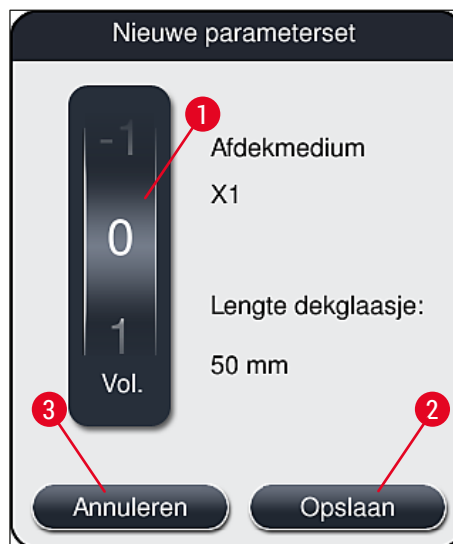 Nieuwe parameterset
1
-1
Afdekmedium
X1
0
Lengte dekglaasje:
1
50 mm
Vol.
3
2
Annuleren
Opslaan